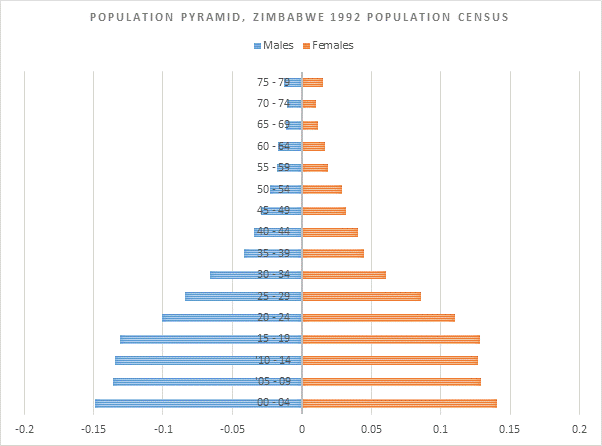 POPULATION PYRAMID, ZIMBABWE 1992 POPULATION CENSUS
Males Females
75 - 79
70 - 74
65 - 69
60 - 64
55 - 59
50 - 54
45 - 49
40 - 44
35 - 39
30 - 34
25 - 29
20 - 24
15 - 19
'10 - 14
'05 - 09
00 - 04
-0.2 -0.15 -0.1 -0.05 0 0.05 0.1 0.15 0.2